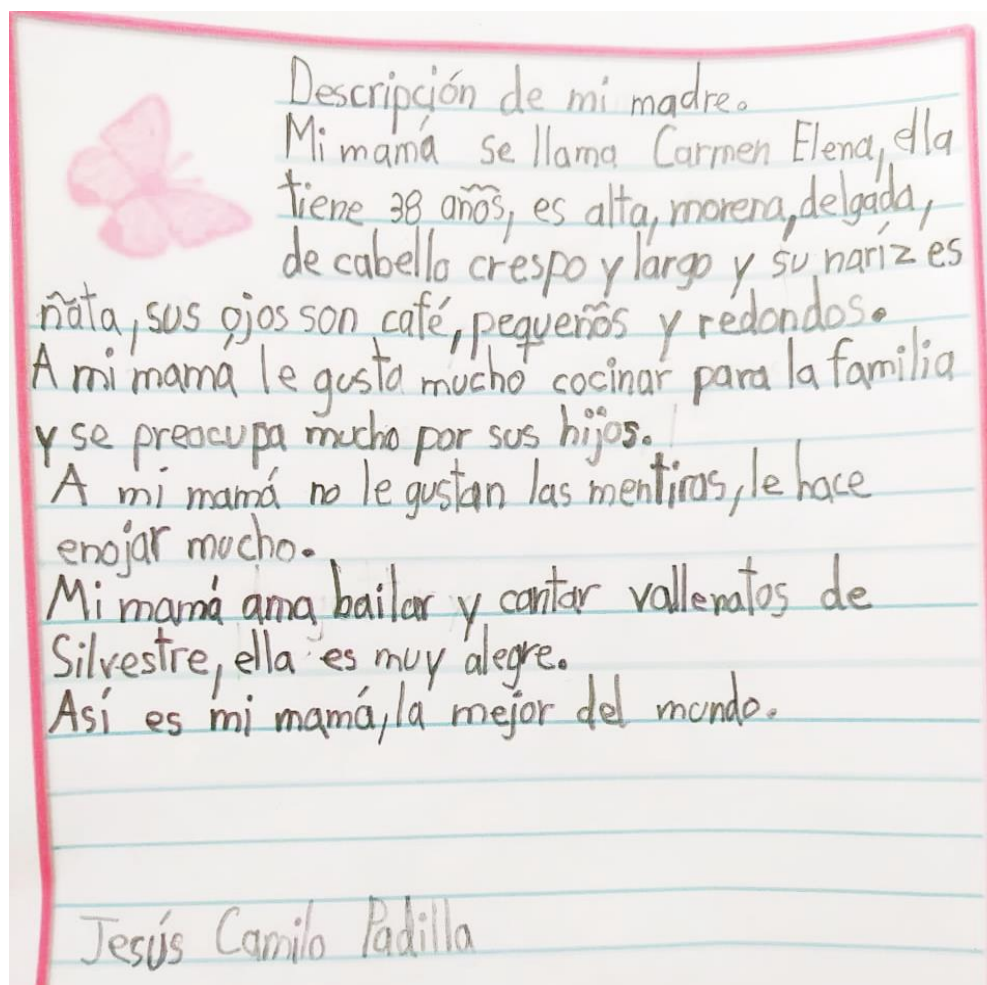 Descripción de mi madre.
Mi mamá se llama Carmen Elena, ella
tiene 38 años, es alta, morena, delgada,
de cabello crespo y largo y su nariz es
ñata, sus ojos son café, pequeños y redondos.
A mi mamá le gusta mucho cocinar para la familia
y se preocupa mucho por sus hijos.
A mi mamá no le gustan las mentiras, le hace
enojar mucho.
Mi mamá ama bailar y cantar vallenatos de
Silvestre, ella es muy alegre.
Así es mi mamá, la mejor del mundo.
Jesús Camilo Padilla